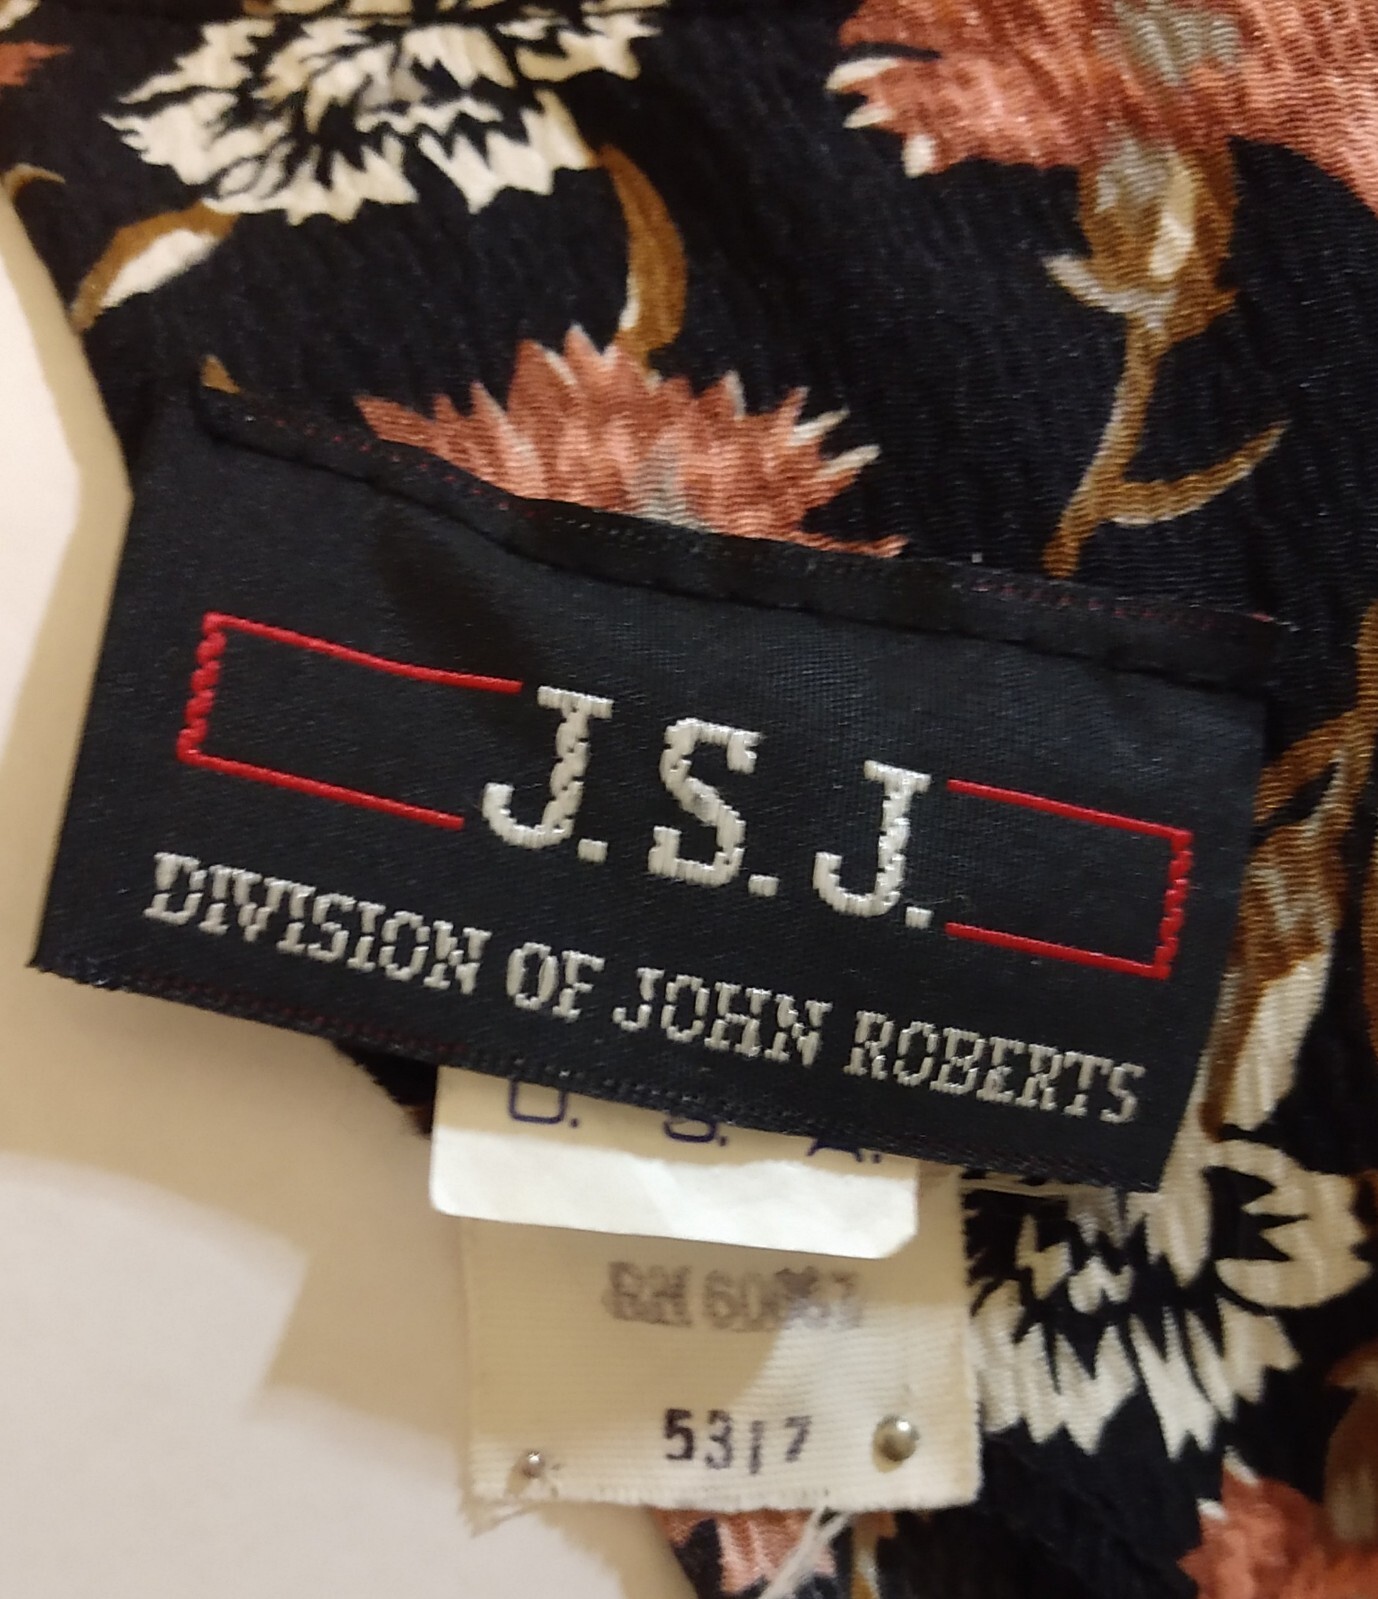 J.S.J.
DIVISION OF JOHN ROBERTS
U. S. A.
5317